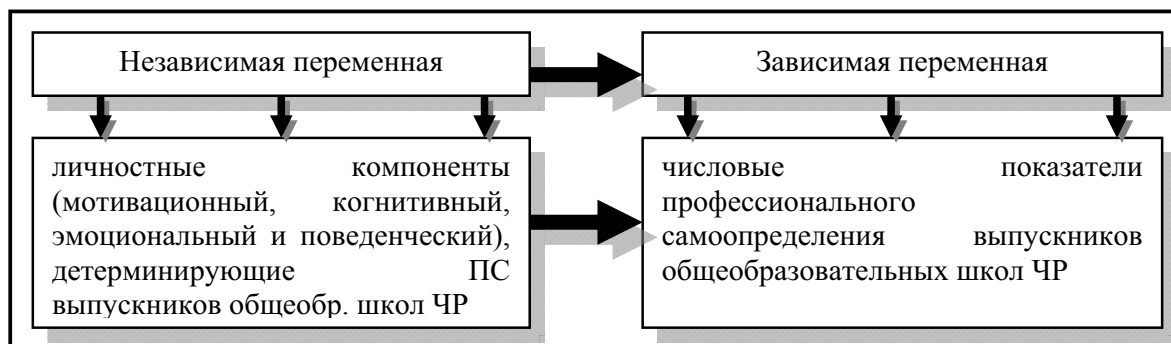 Независимая переменная
Зависимая переменная
личностные компоненты
(мотивационный, когнитивный,
эмоциональный и поведенческий),
детерминирующие ПС
выпускников общеобр. школ ЧР
числовые показатели
профессионального
самоопределения выпускников
общеобразовательных школ ЧР